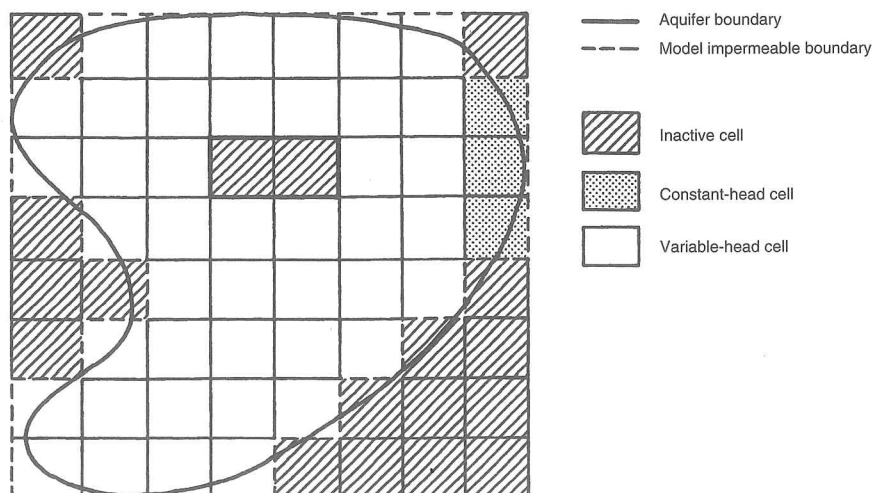 Aquifer boundary
Model impermeable boundary
Inactive cell
Constant-head cell
Variable-head cell